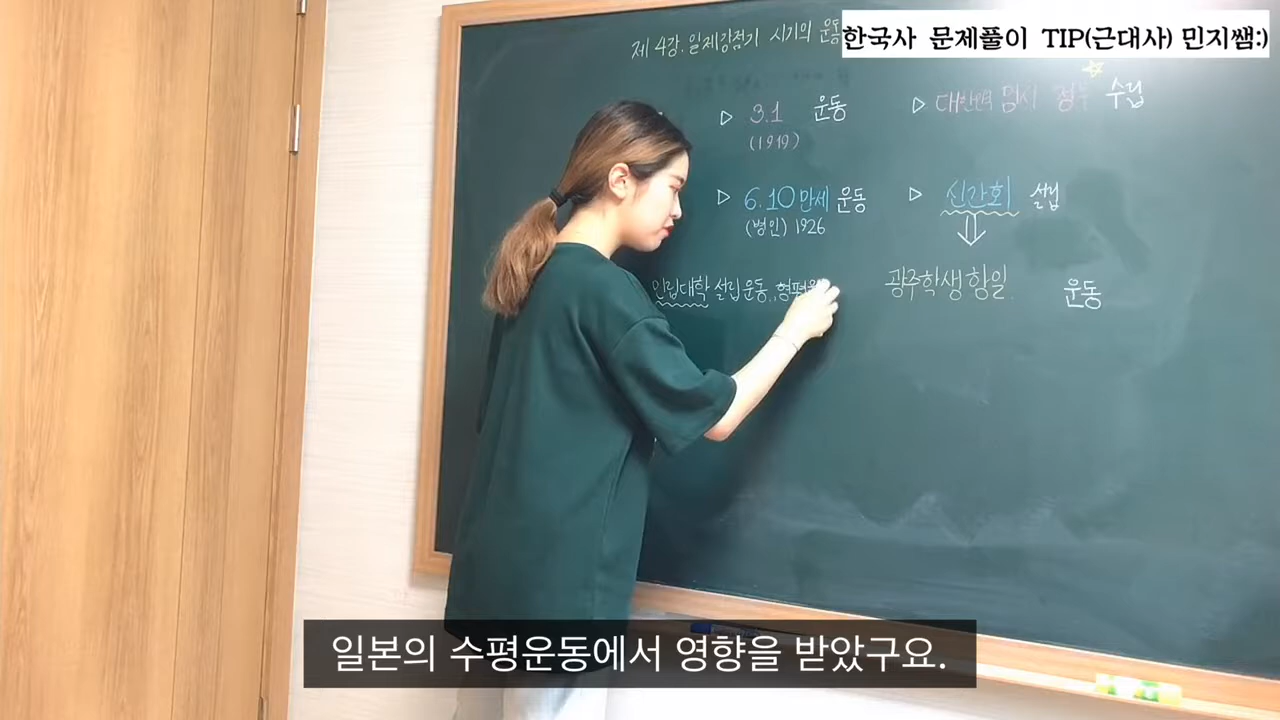 제 4강. 일제강점기 시기의 운동
한국사 문제풀이 TIP(근대사) 민지쌤:)
▷ 3.1 운동
(1919)
▷ 대한민국 임시 정부 수립
▷ 6.10 만세 운동
(병인) 1926
▷ 신간회 설립
민립대학 설립운동, 형평
광주학생항일 운동
일본의 수평운동에서 영향을 받았구요.